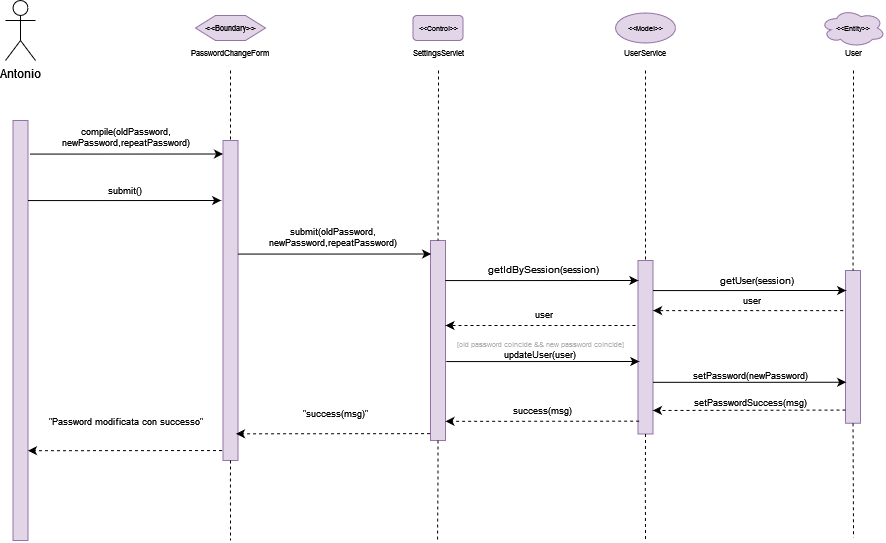 <<Boundary>>
<<Control>>
<<Model>>
<<Entity>>
PasswordChangeForm
SettingsServlet
UserService
User
Antonio
compile(oldPassword,
newPassword,repeatPassword)
submit()
submit(oldPassword,
newPassword,repeatPassword)
getIdBySession(session)
getUser(session)
user
user
[old password coincide && new password coincide]
updateUser(user)
setPassword(newPassword)
setPasswordSuccess(msg)
success(msg)
"success(msg)"
"Password modificata con successo"